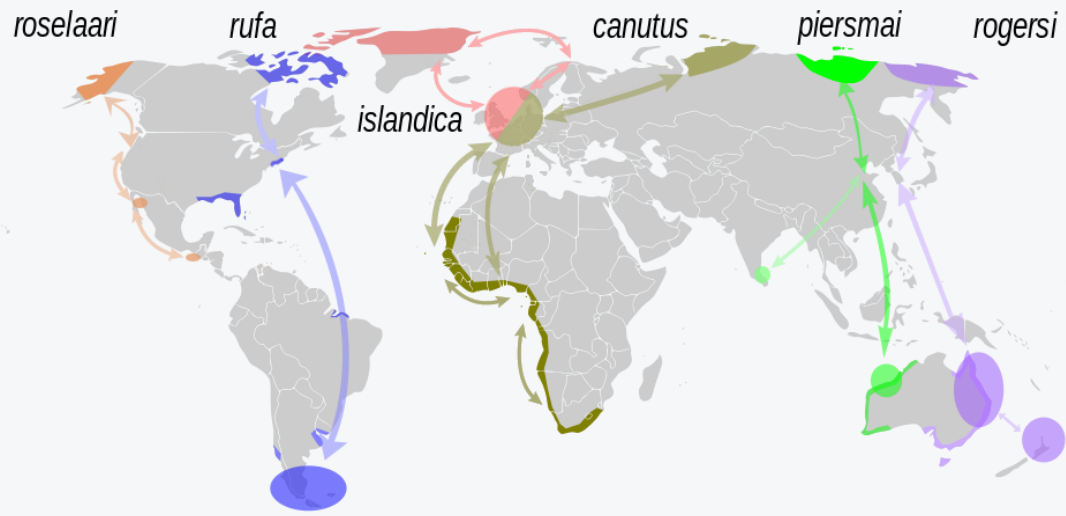 roselaari
rufa
canutus
piersmai
rogersi
islandica